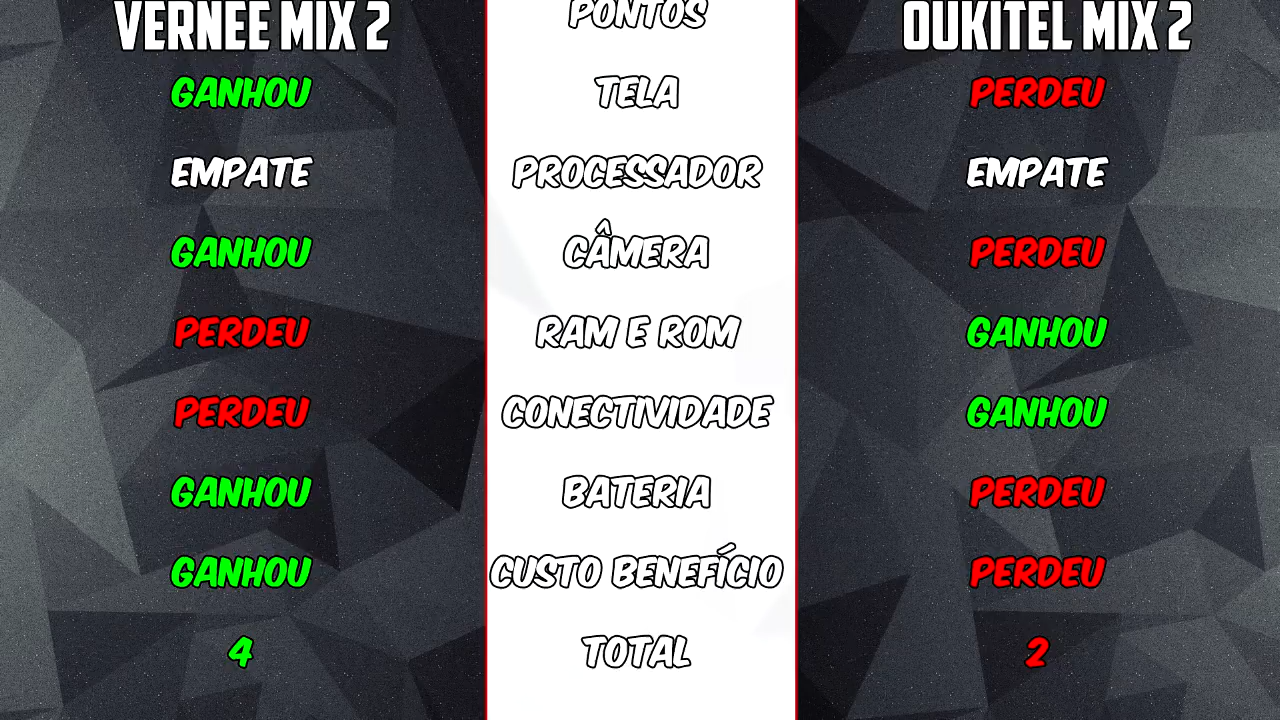 VERNEE MIX 2 PONTOS OUKITEL MIX 2
GANHOU TELA PERDEU
EMPATE PROCESSADOR EMPATE
GANHOU CÂMERA PERDEU
PERDEU RAM E ROM GANHOU
PERDEU CONECTIVIDADE GANHOU
GANHOU BATERIA PERDEU
GANHOU CUSTO BENEFÍCIO PERDEU
4 TOTAL 2